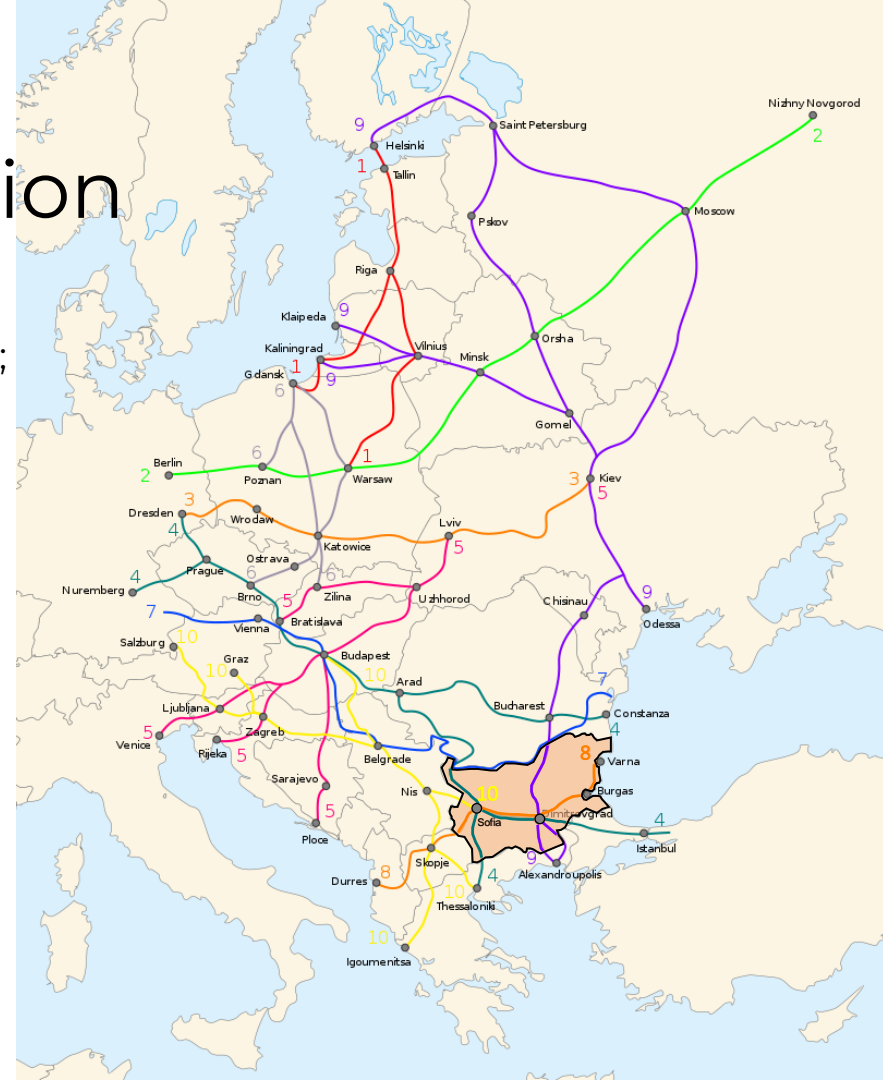 ion
;
Nizhny Novgorod
2
9
Saint Petersburg
Helsinki
1
Tallin
Moscow
Pskov
Riga
Klaipeda
9
Orsha
Kaliningrad
Vilnius
Minsk
Gdansk
1
9
6
Gomel
Berlin
2
6
Poznan
1
Warsaw
3
Kiev
5
Dresden
3
4
Wrodaw
Lviv
5
Katowice
Ostrava
Prague
Nuremberg
4
6
Brno
6
Zilina
Uzhhorod
5
7
Vienna
Bratislava
Chisinau
9
Odessa
Salzburg
10
Budapest
Graz
10
10
Arad
7
Ljubljana
Bucharest
Constanza
4
Zagreb
Venice
5
Rijeka
5
Belgrade
8
Varna
Sarajevo
Nis
10
Burgas
5
Ploce
Sofia
Dimitrovgrad
4
Istanbul
Skopje
9
Alexandroupolis
Durres
8
4
10
Thessaloniki
10
Igoumenitsa